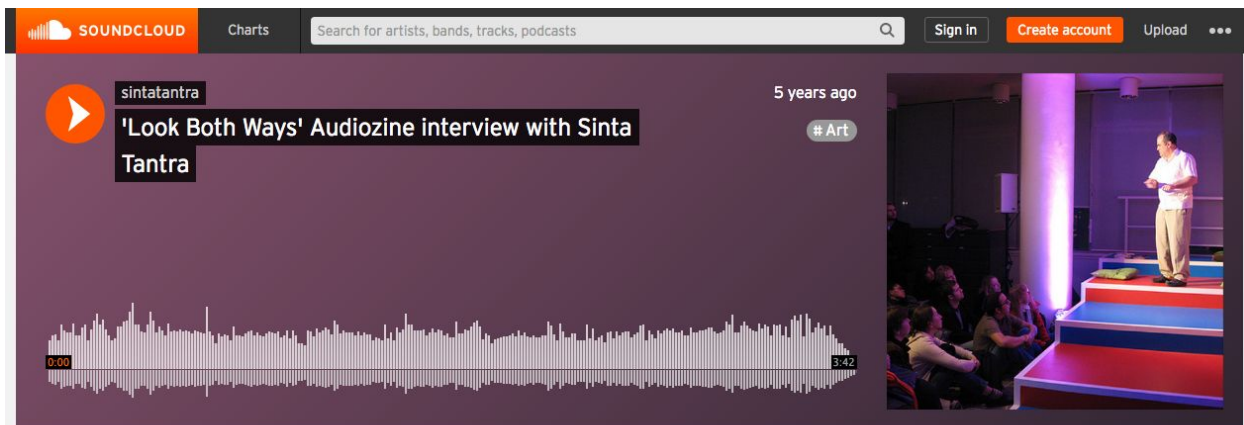 SOUNDCLOUD
Charts
Search for artists, bands, tracks, podcasts
Sign in
Create account
Upload
sintatantra
5 years ago
'Look Both Ways' Audiozine interview with Sinta
Tantra
# Art
0:00
3:42